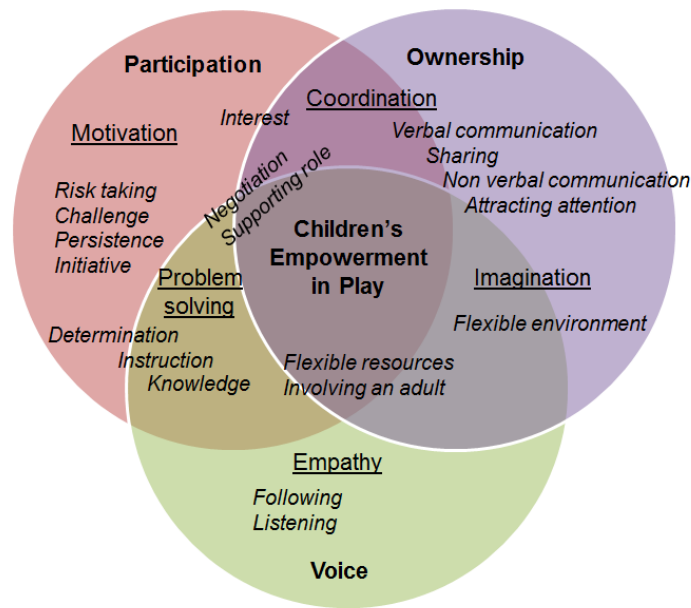 Participation
Ownership
Motivation
Interest
Coordination
Verbal communication
Sharing
Non verbal communication
Attracting attention
Risk taking
Challenge
Persistence
Initiative
Negotiation
Supporting role
Children’s
Empowerment
in Play
Problem
solving
Imagination
Determination
Instruction
Knowledge
Flexible environment
Flexible resources
Involving an adult
Empathy
Following
Listening
Voice